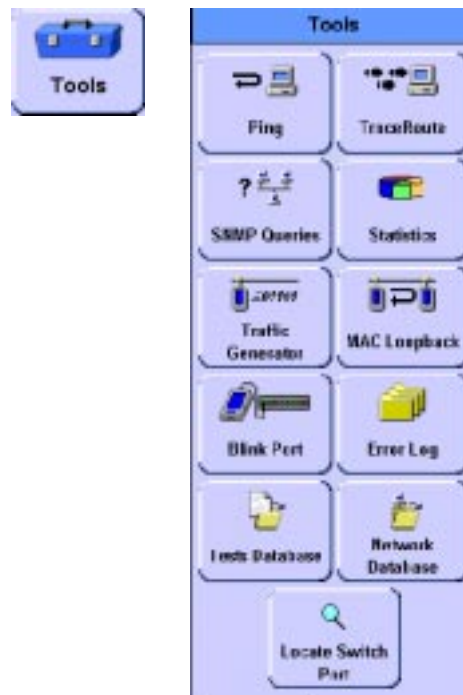 Tools
Tools
Ping
TraceRoute
?
SNMP Queries
Statistics
Traffic
Generator
MAC Loopback
Blink Port
Error Log
Tests Database
Network
Database
Locate Switch
Port